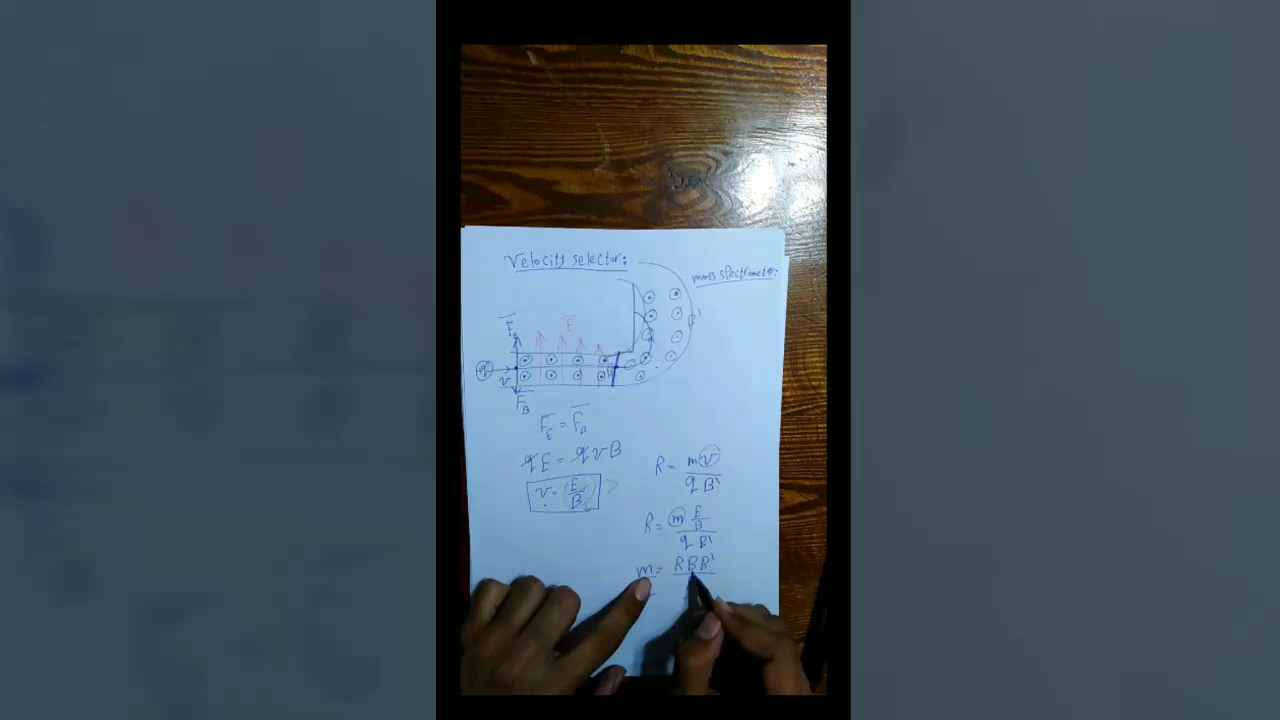 Velocity selector:
mass spectrometer:
F_E
E
B'
q
v
B
F_B
F_E = F_B
qE = qvB
v = (E/B)
R = mv / qB'
R = m E/B / qB'
m = RBB'